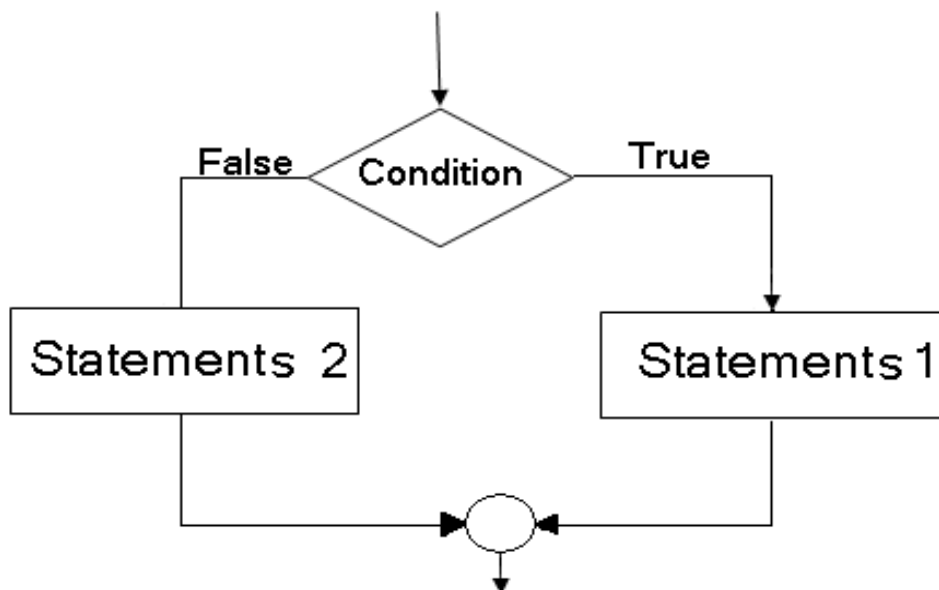 False
Condition
True
Statements 2
Statements 1